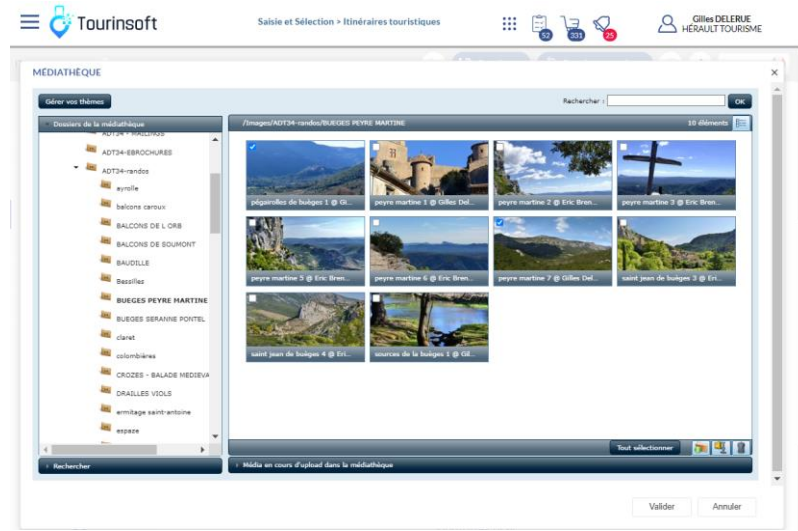 Tourinsoft
Saisie et Sélection > Itinéraires touristiques
52
331
25
Gilles DELERUE
HÉRAULT TOURISME
MÉDIATHÈQUE
×
Gérer vos thèmes
Rechercher :
OK
Dossiers de la médiathèque
/Images/ADT34-randos/BUEGES PEYRE MARTINE
10 éléments
ADT34 - MAILINGS
ADT34-EBROCHURES
ADT34-randos
ayrolle
balcons caroux
BALCONS DE L ORB
BALCONS DE SOUMONT
BAUDILLE
Bessilles
BUEGES PEYRE MARTINE
BUEGES SERANNE PONTEL
claret
colombières
CROZES - BALADE MEDIEVA
DRAILLES VIOLS
ermitage saint-antoine
espaze
pégairolles de buèges 1 @ Gi...
peyre martine 1 @ Gilles Del...
peyre martine 2 @ Eric Bren...
peyre martine 3 @ Eric Bren...
peyre martine 5 @ Eric Bren...
peyre martine 6 @ Eric Bren...
peyre martine 7 @ Gilles Del...
saint jean de buèges 3 @ Eri...
saint jean de buèges 4 @ Eri...
sources de la buèges 1 @ Gil...
Tout sélectionner
› Rechercher
› Média en cours d'upload dans la médiathèque
Valider
Annuler